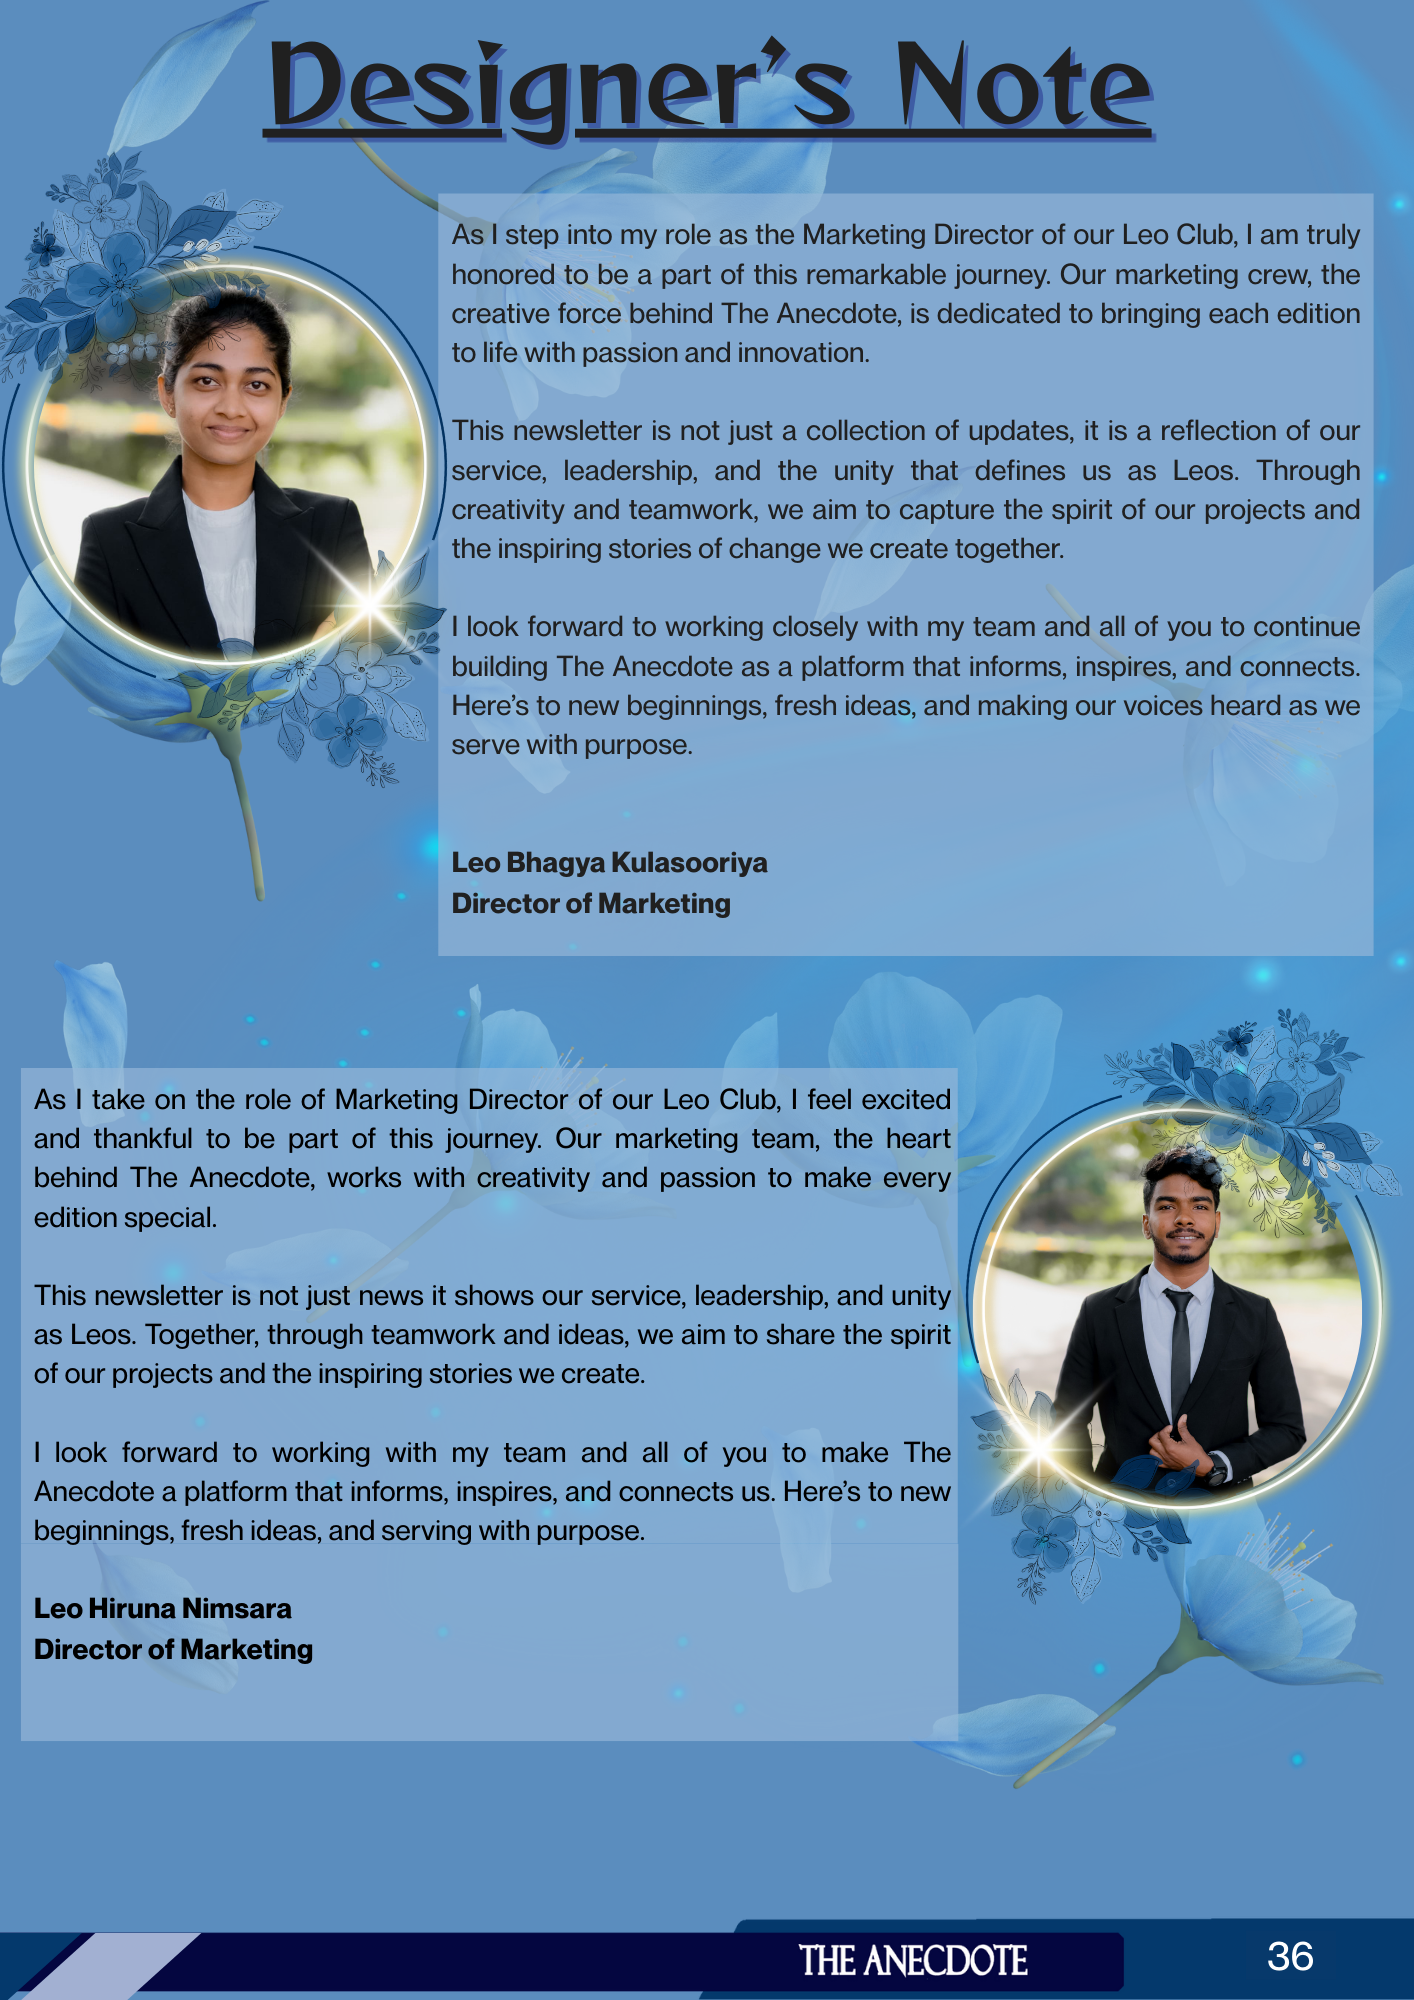 Designer's Note
As I step into my role as the Marketing Director of our Leo Club, I am truly
honored to be a part of this remarkable journey. Our marketing crew, the
creative force behind The Anecdote, is dedicated to bringing each edition
to life with passion and innovation.
This newsletter is not just a collection of updates, it is a reflection of our
service, leadership, and the unity that defines us as Leos. Through
creativity and teamwork, we aim to capture the spirit of our projects and
the inspiring stories of change we create together.
I look forward to working closely with my team and all of you to continue
building The Anecdote as a platform that informs, inspires, and connects.
Here’s to new beginnings, fresh ideas, and making our voices heard as we
serve with purpose.
Leo Bhagya Kulasooriya
Director of Marketing
As I take on the role of Marketing Director of our Leo Club, I feel excited
and thankful to be part of this journey. Our marketing team, the heart
behind The Anecdote, works with creativity and passion to make every
edition special.
This newsletter is not just news it shows our service, leadership, and unity
as Leos. Together, through teamwork and ideas, we aim to share the spirit
of our projects and the inspiring stories we create.
I look forward to working with my team and all of you to make The
Anecdote a platform that informs, inspires, and connects us. Here’s to new
beginnings, fresh ideas, and serving with purpose.
Leo Hiruna Nimsara
Director of Marketing
THE ANECDOTE
36